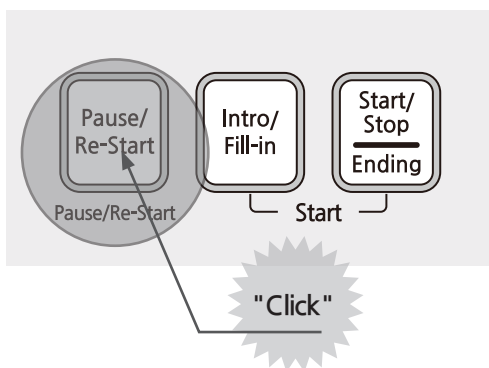 Pause/
Re-Start
Intro/
Fill-in
Start/
Stop
Ending
Pause/Re-Start
Start
"Click"